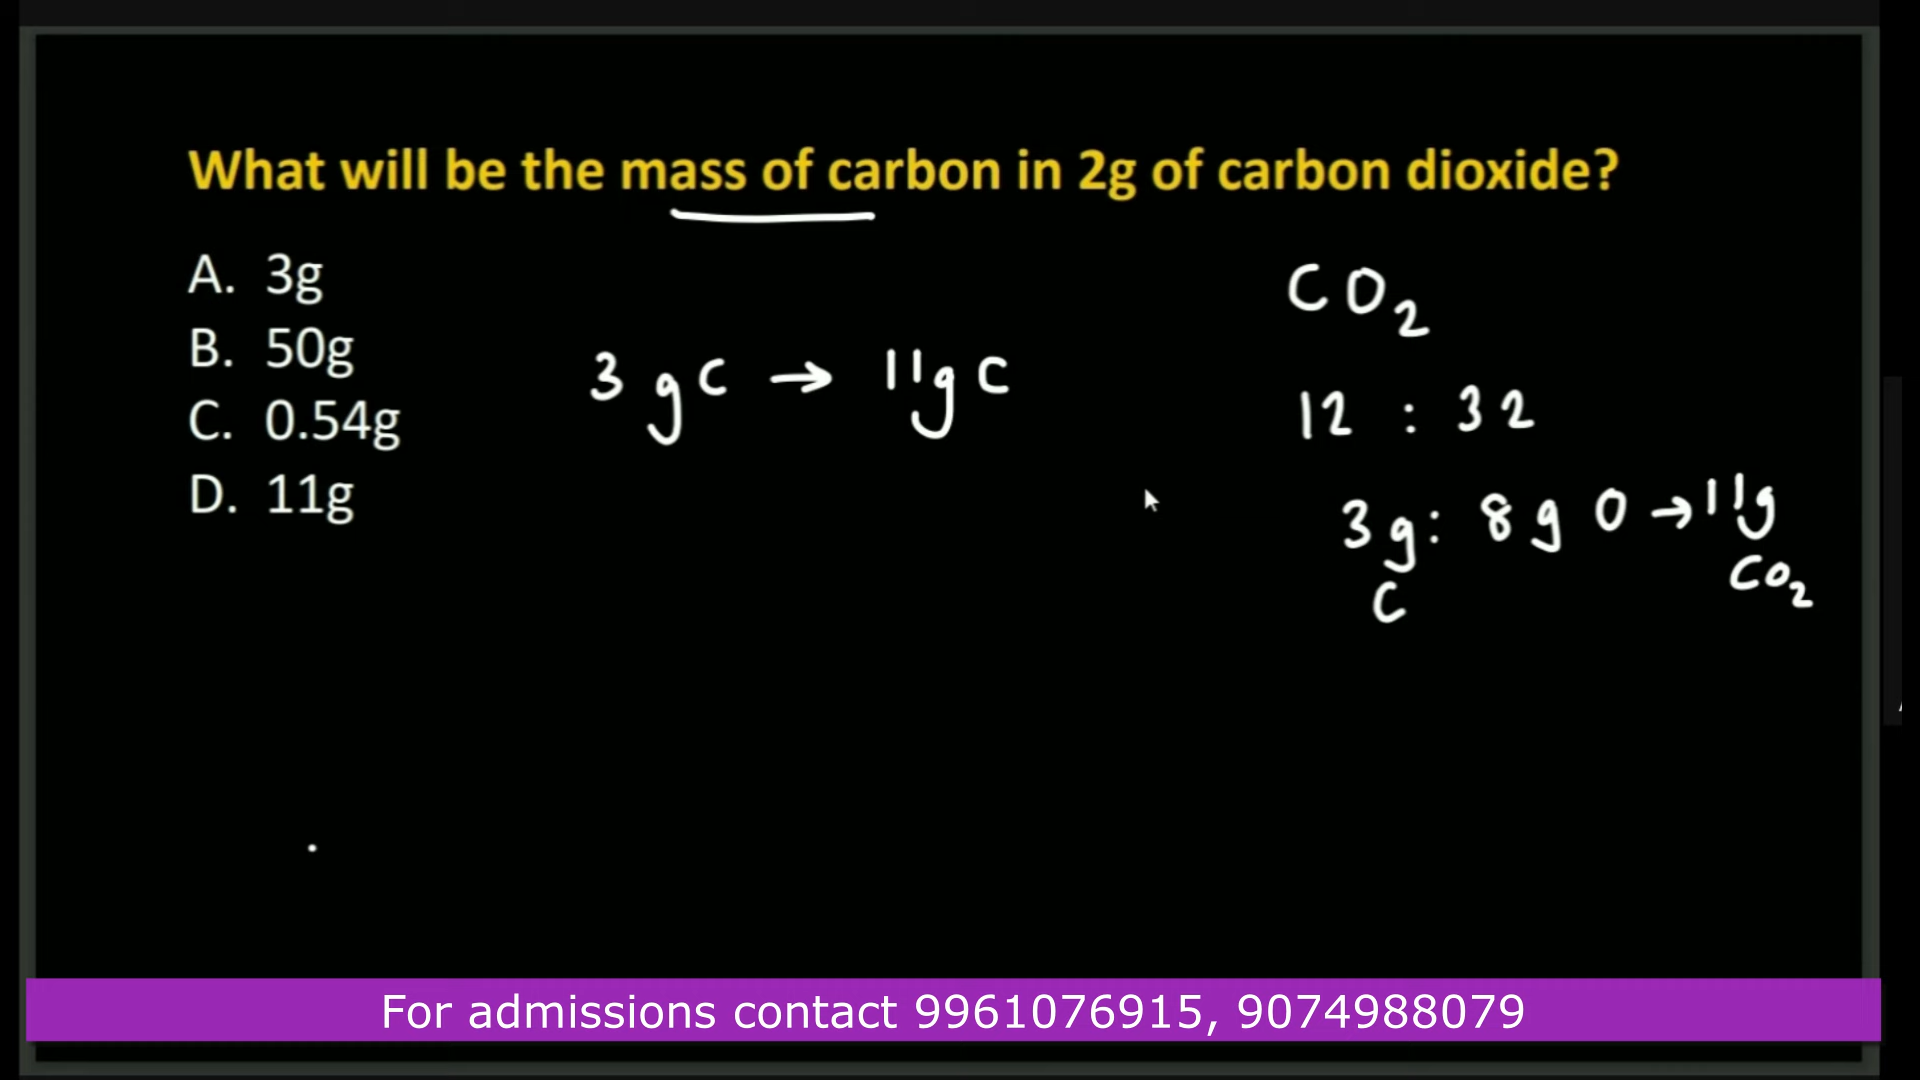 What will be the mass of carbon in 2g of carbon dioxide?
A. 3g
B. 50g
C. 0.54g
D. 11g
3 g C → 11g C
CO₂
12 : 32
3g : 8g O → 11g
C CO₂
For admissions contact 9961076915, 9074988079